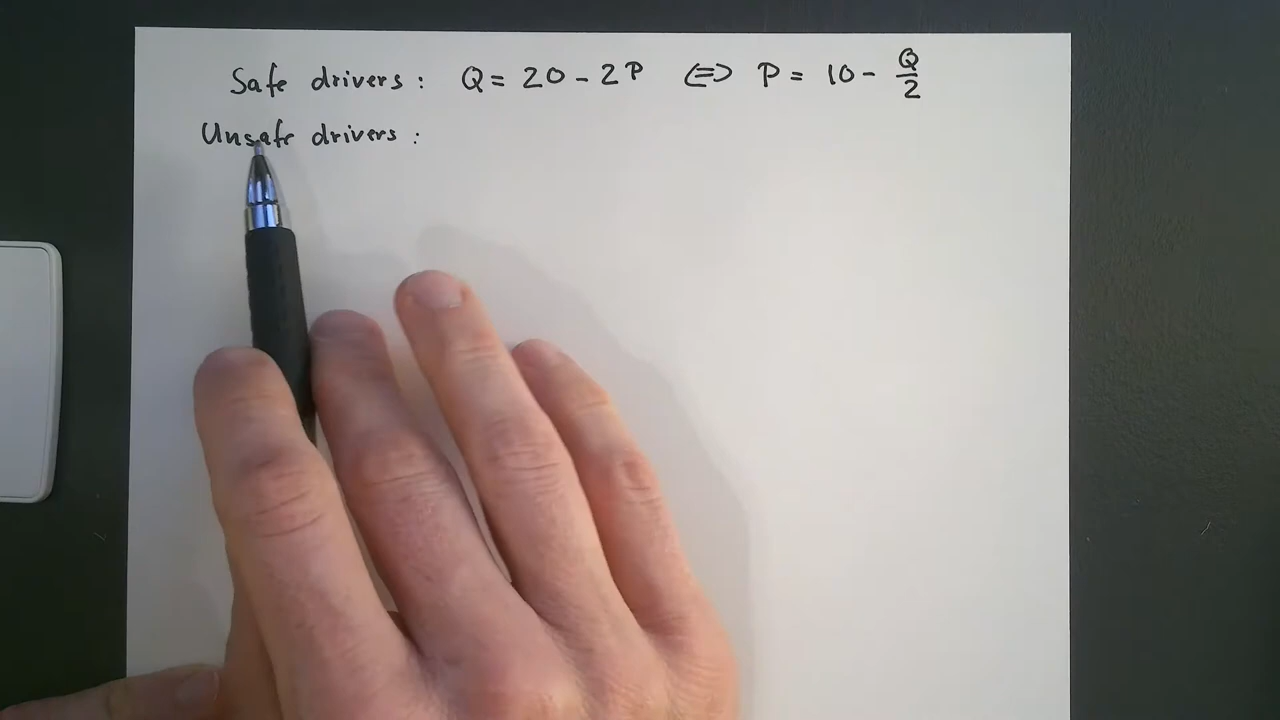 Safe drivers: Q = 20 - 2P ⇔ P = 10 - Q/2
Unsafe drivers: